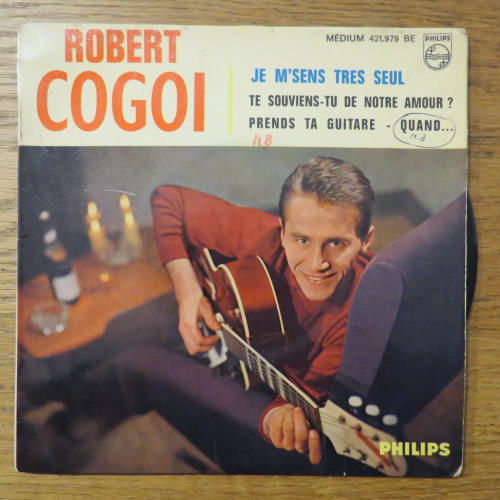 ROBERT
COGOI
MÉDIUM 421.979 BE
PHILIPS
JE M'SENS TRES SEUL
TE SOUVIENS-TU DE NOTRE AMOUR ?
PRENDS TA GUITARE - QUAND...
PHILIPS